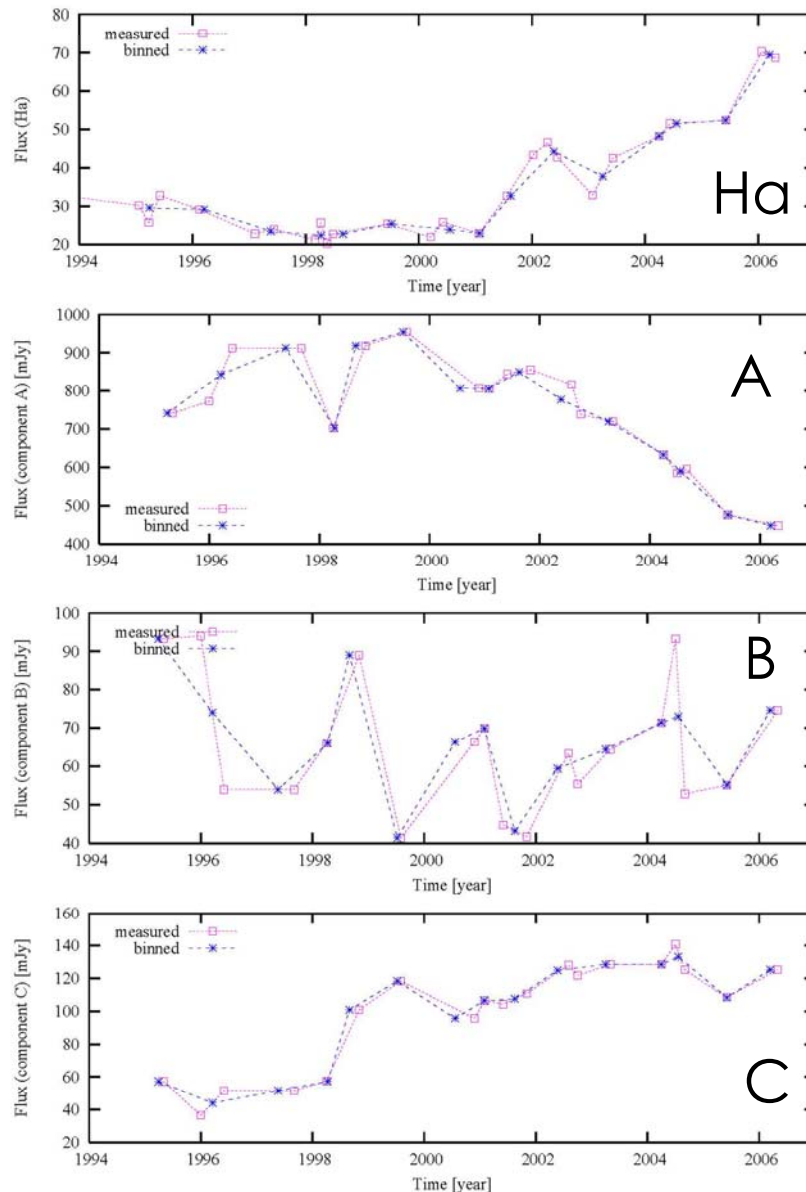 80
70
60
50
40
30
20
Flux (Ha)
measured
binned
Ha
1994 1996 1998 2000 2002 2004 2006
Time [year]
1000
900
800
700
600
500
400
Flux (component A) [mJy]
A
measured
binned
1994 1996 1998 2000 2002 2004 2006
Time [year]
100
90
80
70
60
50
40
Flux (component B) [mJy]
measured
binned
B
1994 1996 1998 2000 2002 2004 2006
Time [year]
160
140
120
100
80
60
40
20
Flux (component C) [mJy]
measured
binned
C
1994 1996 1998 2000 2002 2004 2006
Time [year]